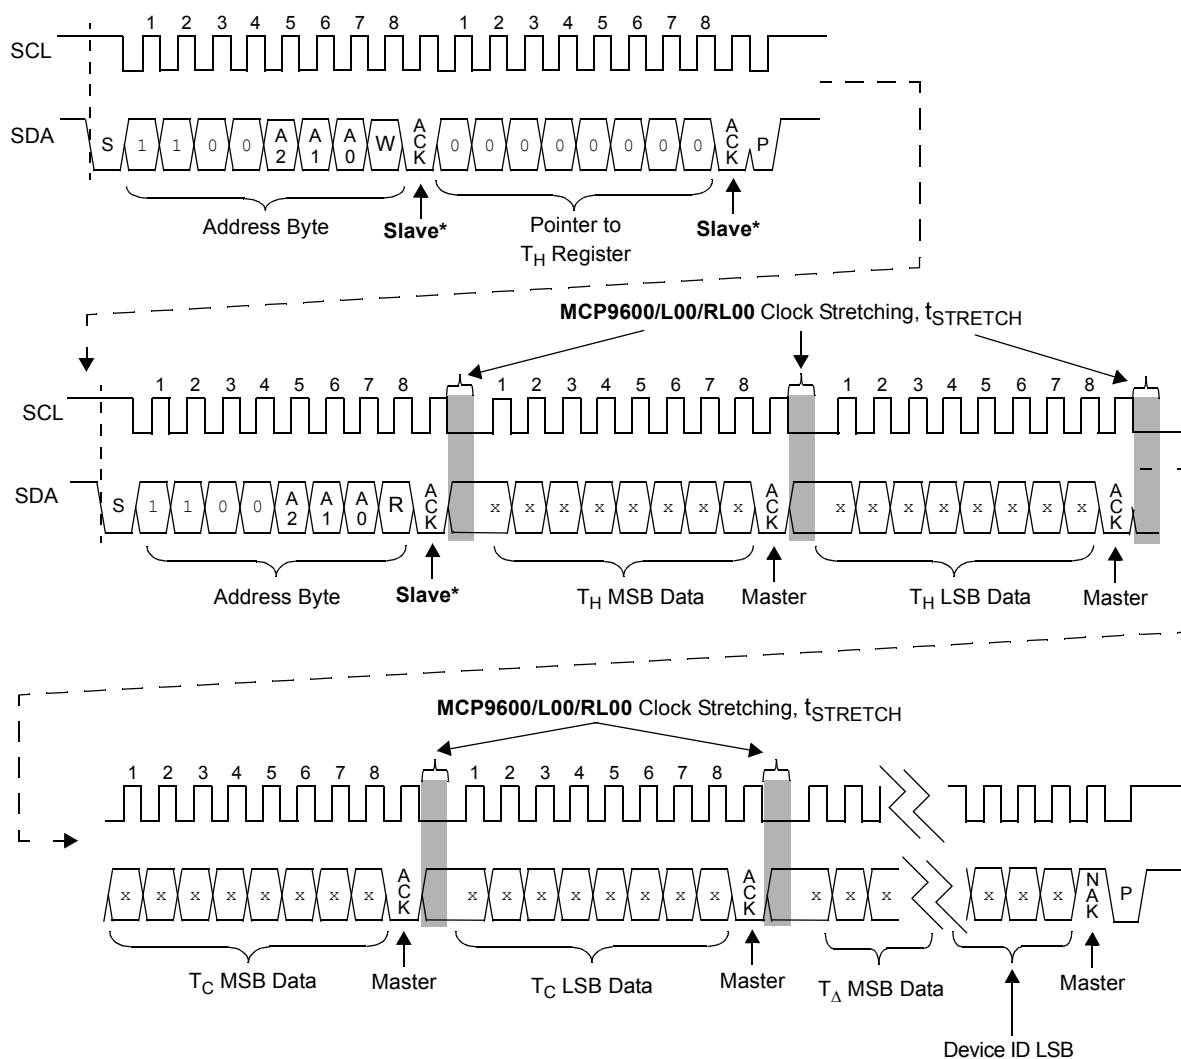 1 2 3 4 5 6 7 8 1 2 3 4 5 6 7 8
SCL
SDA
S 1 1 0 0 A2 A1 A0 W ACK 0 0 0 0 0 0 0 0 ACK P
Address Byte
Slave*
Pointer to
TH Register
Slave*
MCP9600/L00/RL00 Clock Stretching, tSTRETCH
1 2 3 4 5 6 7 8 1 2 3 4 5 6 7 8 1 2 3 4 5 6 7 8
SCL
SDA
S 1 1 0 0 A2 A1 A0 R ACK x x x x x x x x ACK x x x x x x x x ACK
Address Byte
Slave*
TH MSB Data
Master
TH LSB Data
Master
MCP9600/L00/RL00 Clock Stretching, tSTRETCH
1 2 3 4 5 6 7 8 1 2 3 4 5 6 7 8
x x x x x x x x ACK x x x x x x x x ACK x x x x x x NAK P
TC MSB Data
Master
TC LSB Data
Master
TΔ MSB Data
Master
Device ID LSB